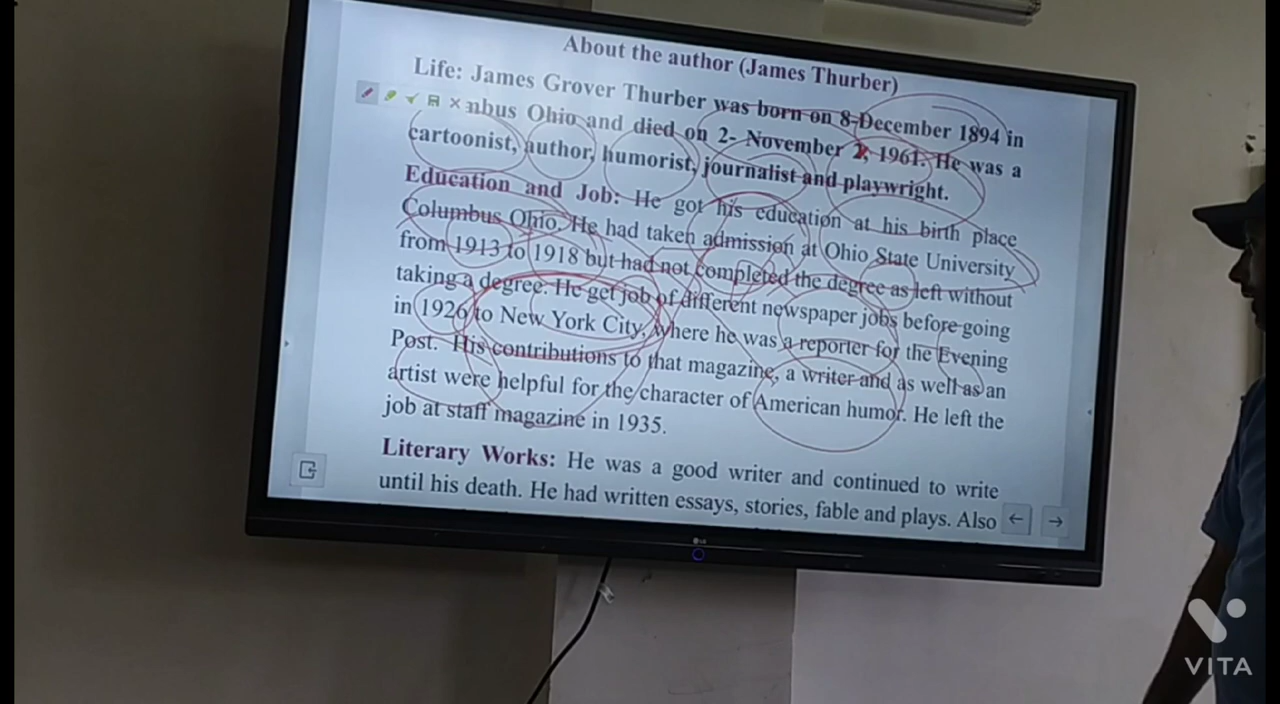 About the author (James Thurber)
Life: James Grover Thurber was born on 8-December 1894 in
mbus Ohio and died on 2- November 2, 1961. He was a
cartoonist, author, humorist, journalist and playwright.
Education and Job: He got his education at his birth place
Columbus Ohio. He had taken admission at Ohio State University
from 1913 to 1918 but had not completed the degree as left without
taking a degree. He get job of different newspaper jobs before going
in 1926 to New York City, where he was a reporter for the Evening
Post. His contributions to that magazine, a writer and as well as an
artist were helpful for the character of American humor. He left the
job at staff magazine in 1935.
Literary Works: He was a good writer and continued to write
until his death. He had written essays, stories, fable and plays. Also
LG
VITA